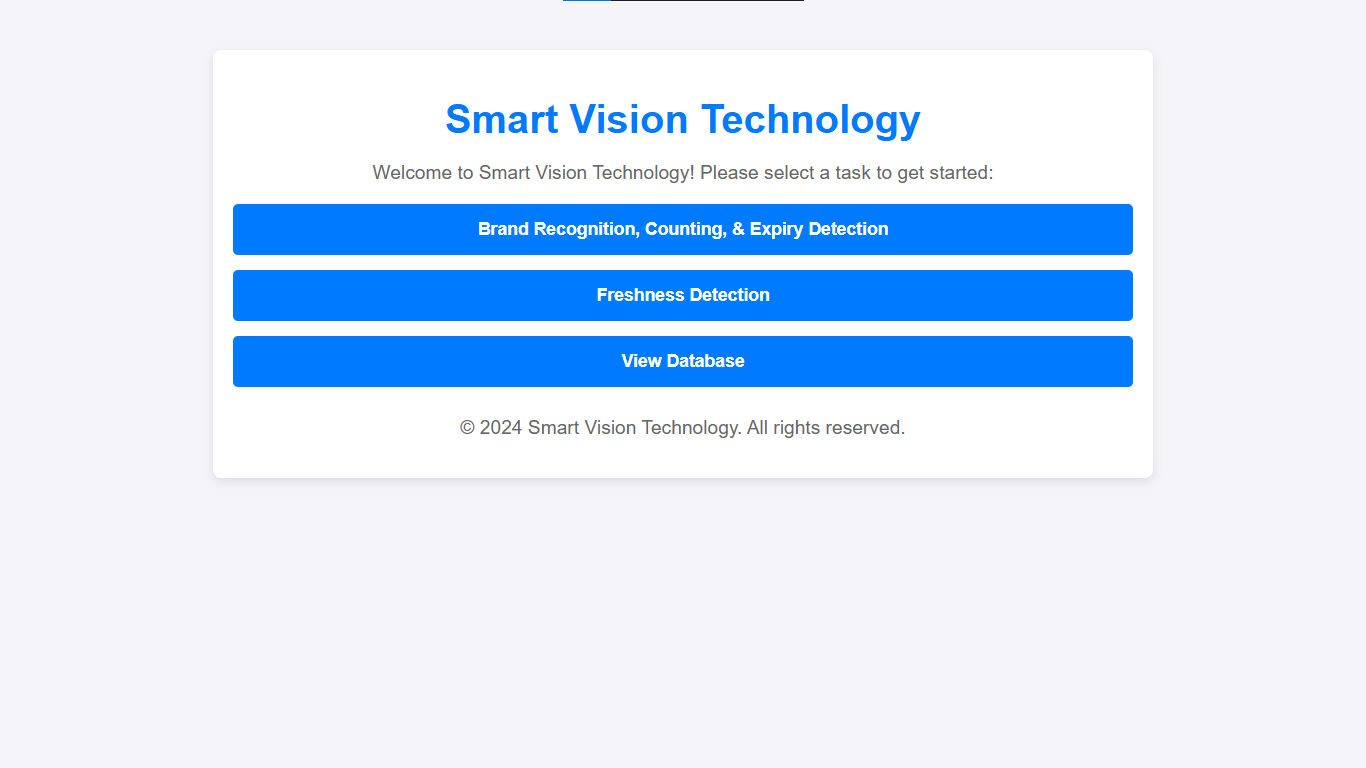 Smart Vision Technology
Welcome to Smart Vision Technology! Please select a task to get started:
Brand Recognition, Counting, & Expiry Detection
Freshness Detection
View Database
© 2024 Smart Vision Technology. All rights reserved.